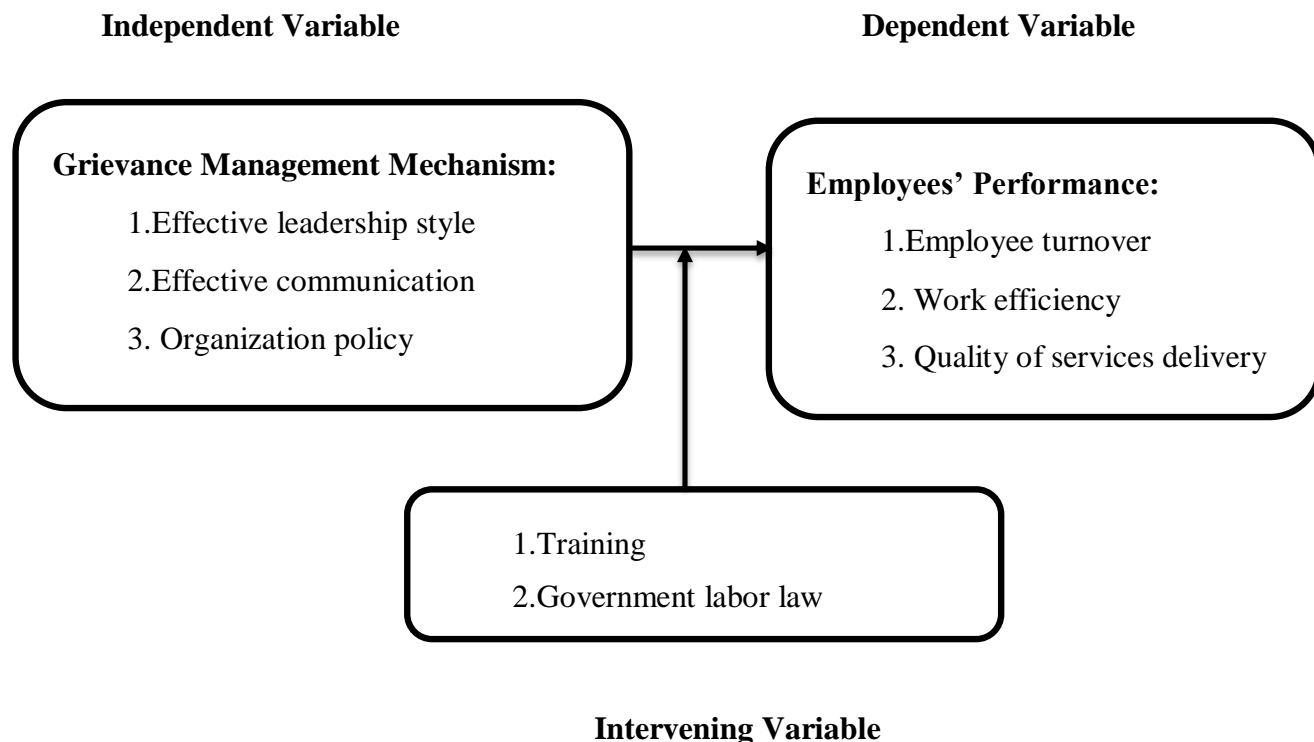 Independent Variable
Dependent Variable
Grievance Management Mechanism:
1.Effective leadership style
2.Effective communication
3. Organization policy
Employees’ Performance:
1.Employee turnover
2. Work efficiency
3. Quality of services delivery
1.Training
2.Government labor law
Intervening Variable